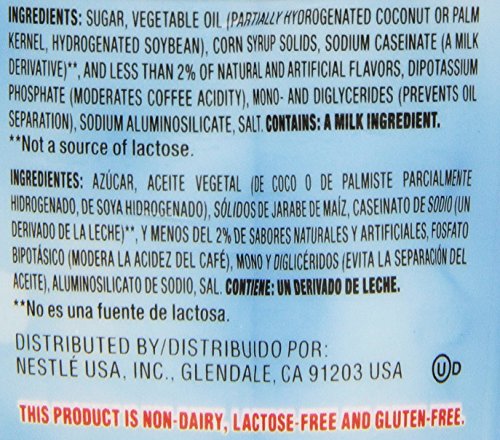 INGREDIENTS: SUGAR, VEGETABLE OIL (PARTIALLY HYDROGENATED COCONUT OR PALM
KERNEL, HYDROGENATED SOYBEAN), CORN SYRUP SOLIDS, SODIUM CASEINATE (A MILK
DERIVATIVE)**, AND LESS THAN 2% OF NATURAL AND ARTIFICIAL FLAVORS, DIPOTASSIUM
PHOSPHATE (MODERATES COFFEE ACIDITY), MONO- AND DIGLYCERIDES (PREVENTS OIL
SEPARATION), SODIUM ALUMINOSILICATE, SALT. CONTAINS: A MILK INGREDIENT.
**Not a source of lactose.
INGREDIENTES: AZÚCAR, ACEITE VEGETAL (DE COCO O DE PALMISTE PARCIALMENTE
HIDROGENADO, DE SOYA HIDROGENADO), SÓLIDOS DE JARABE DE MAÍZ, CASEINATO DE SODIO (UN
DERIVADO DE LA LECHE)**, Y MENOS DEL 2% DE SABORES NATURALES Y ARTIFICIALES, FOSFATO
BIPOTÁSICO (MODERA LA ACIDEZ DEL CAFÉ), MONO Y DIGLICÉRIDOS (EVITA LA SEPARACIÓN DEL
ACEITE), ALUMINOSILICATO DE SODIO, SAL. CONTIENE: UN DERIVADO DE LECHE.
**No es una fuente de lactosa.
DISTRIBUTED BY/DISTRIBUIDO POR:
NESTLÉ USA, INC., GLENDALE, CA 91203 USA
U D
THIS PRODUCT IS NON-DAIRY, LACTOSE-FREE AND GLUTEN-FREE.